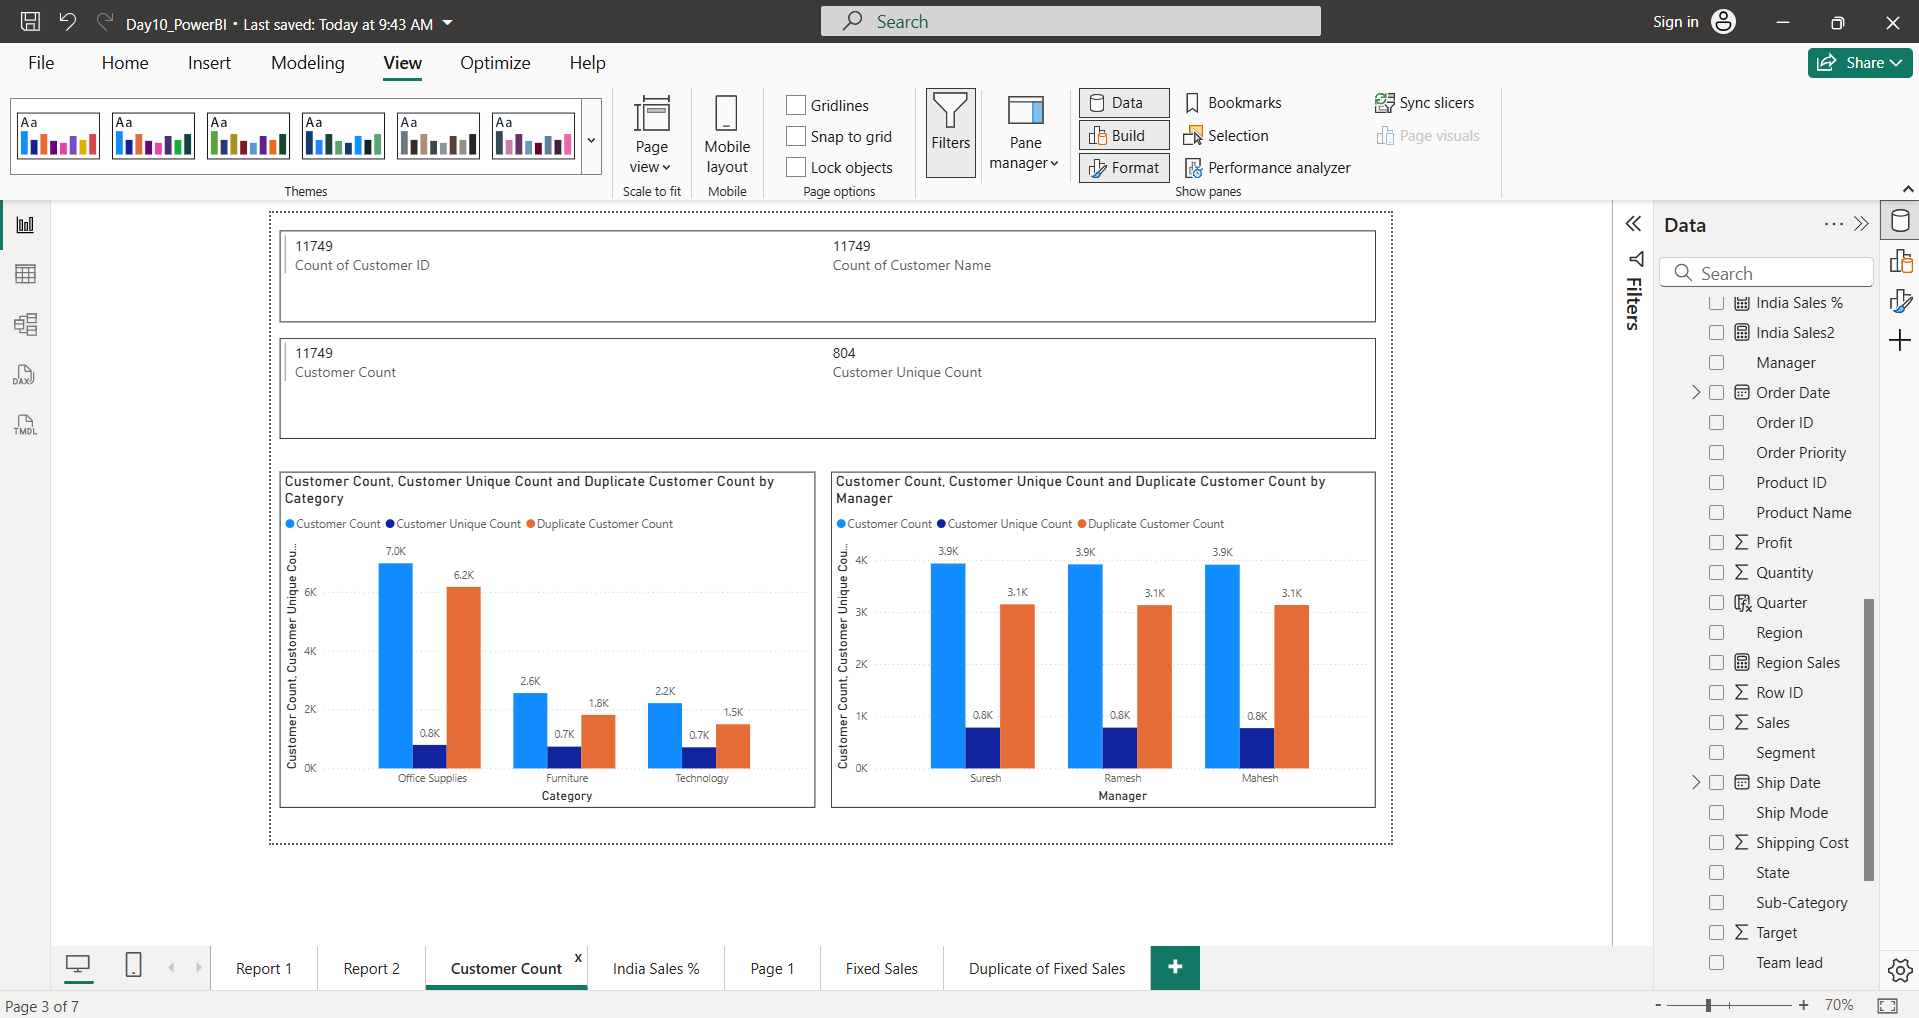 Day10_PowerBI • Last saved: Today at 9:43 AM
Search
Sign in
File
Home
Insert
Modeling
View
Optimize
Help
Share
Aa
Aa
Aa
Aa
Aa
Aa
Themes
Page view
Scale to fit
Mobile layout
Mobile
Gridlines
Snap to grid
Lock objects
Page options
Filters
Pane manager
Data
Build
Format
Bookmarks
Selection
Performance analyzer
Sync slicers
Page visuals
Show panes
DAX
TMDL
11749
Count of Customer ID
11749
Count of Customer Name
11749
Customer Count
804
Customer Unique Count
Customer Count, Customer Unique Count and Duplicate Customer Count by
Category
Customer Count
Customer Unique Count
Duplicate Customer Count
Customer Count, Customer Unique Cou...
6K
4K
2K
0K
7.0K
0.8K
6.2K
2.6K
0.7K
1.8K
2.2K
0.7K
1.5K
Office Supplies
Furniture
Technology
Category
Customer Count, Customer Unique Count and Duplicate Customer Count by
Manager
Customer Count
Customer Unique Count
Duplicate Customer Count
Customer Count, Customer Unique Cou...
4K
3K
2K
1K
0K
3.9K
0.8K
3.1K
3.9K
0.8K
3.1K
3.9K
0.8K
3.1K
Suresh
Ramesh
Mahesh
Manager
Filters
Data
Search
India Sales %
India Sales2
Manager
Order Date
Order ID
Order Priority
Product ID
Product Name
Profit
Quantity
Quarter
Region
Region Sales
Row ID
Sales
Segment
Ship Date
Ship Mode
Shipping Cost
State
Sub-Category
Target
Team lead
Report 1
Report 2
Customer Count
x
India Sales %
Page 1
Fixed Sales
Duplicate of Fixed Sales
+
Page 3 of 7
- + 70%